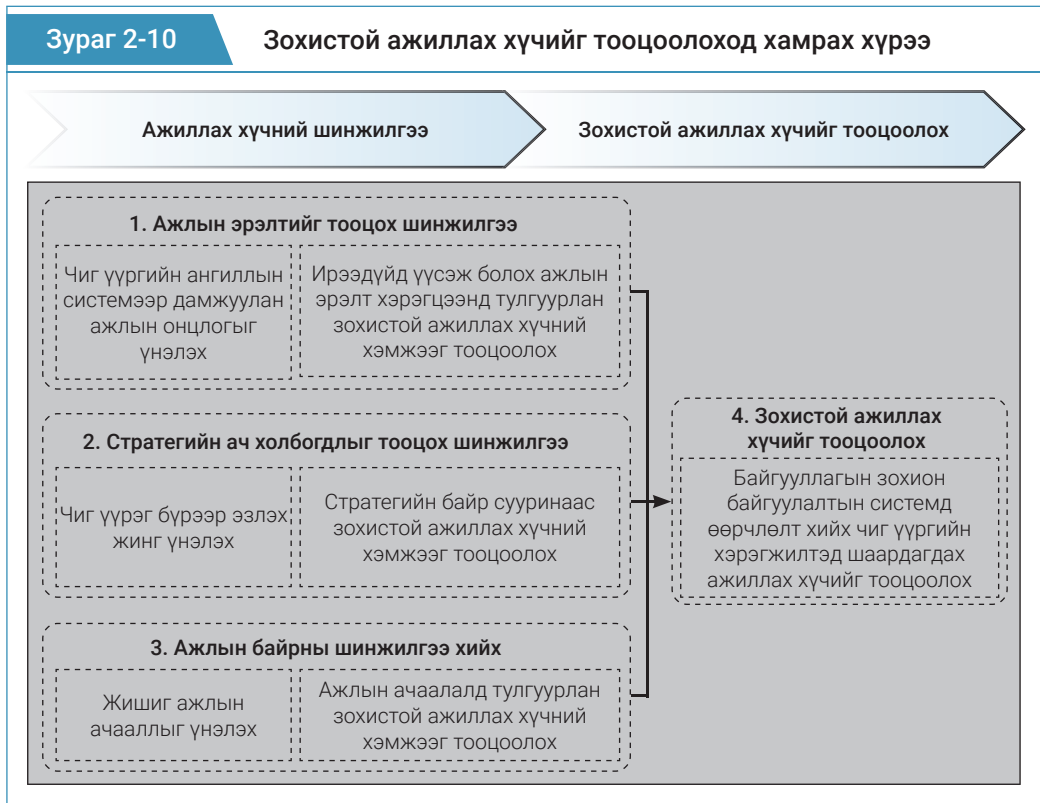 Зураг 2-10
Зохистой ажиллах хүчийг тооцоолоход хамрах хүрээ
Ажиллах хүчний шинжилгээ
Зохистой ажиллах хүчийг тооцоолох
1. Ажлын эрэлтийг тооцох шинжилгээ
Чиг үүргийн ангиллын
системээр дамжуулан
ажлын онцлогыг
үнэлэх
Ирээдүйд үүсэж болох ажлын
эрэлт хэрэгцээнд тулгуурлан
зохистой ажиллах хүчний
хэмжээг тооцоолох
2. Стратегийн ач холбогдлыг тооцох шинжилгээ
Чиг үүрэг бүрээр эзлэх
жинг үнэлэх
Стратегийн байр сууринаас
зохистой ажиллах хүчний
хэмжээг тооцоолох
3. Ажлын байрны шинжилгээ хийх
Жишиг ажлын
ачааллыг үнэлэх
Ажлын ачаалалд тулгуурлан
зохистой ажиллах хүчний
хэмжээг тооцоолох
4. Зохистой ажиллах
хүчийг тооцоолох
Байгууллагын зохион
байгуулалтын системд
өөрчлөлт хийх чиг үүргийн
хэрэгжилтэд шаардагдах
ажиллах хүчийг тооцоолох